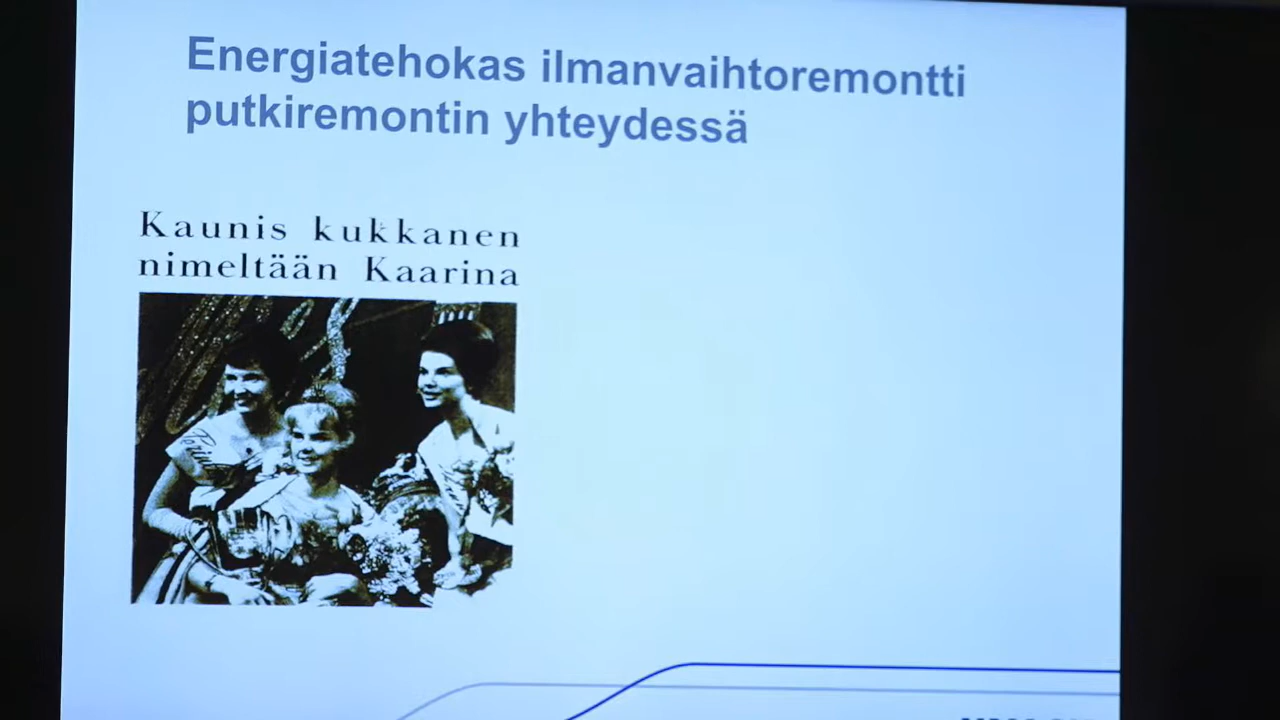 Energiatehokas ilmanvaihtoremontti
putkiremontin yhteydessä
Kaunis kukkanen
nimeltään Kaarina